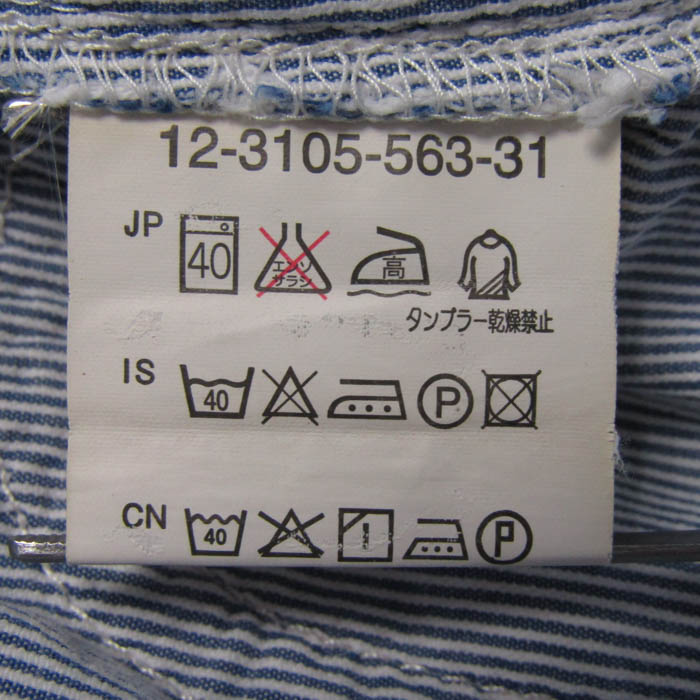 12-3105-563-31
JP 40 エンソサラシ 高
タンブラー乾燥禁止
IS 40 P
CN 40 P